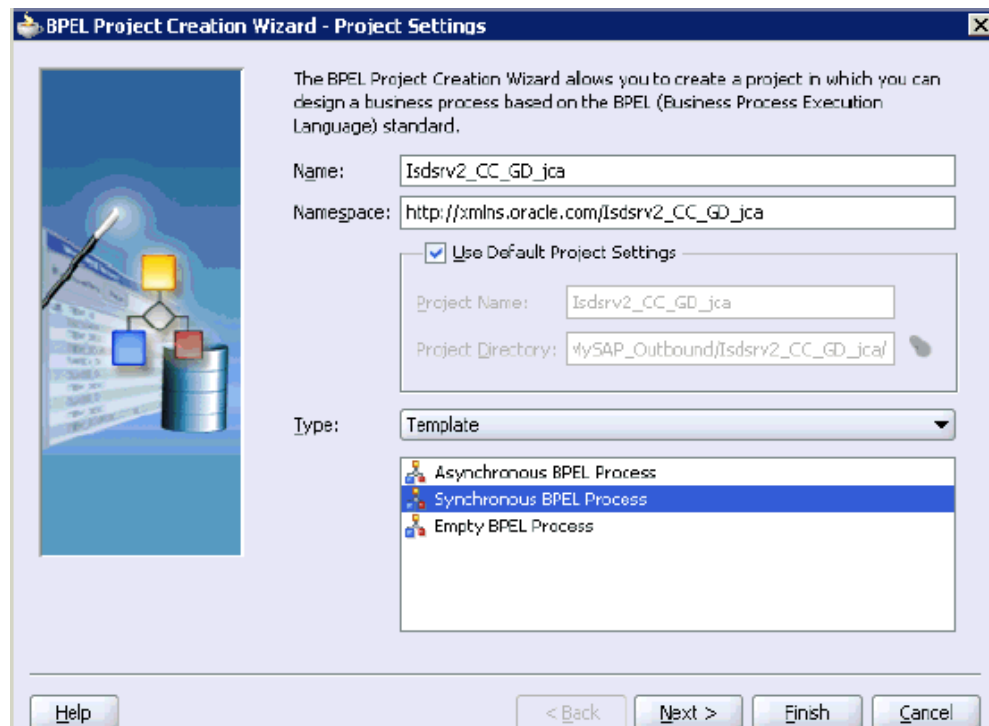 BPEL Project Creation Wizard - Project Settings
The BPEL Project Creation Wizard allows you to create a project in which you can
design a business process based on the BPEL (Business Process Execution
Language) standard.
Name: Isdsrv2_CC_GD_jca
Namespace: http://xmlns.oracle.com/Isdsrv2_CC_GD_jca
Use Default Project Settings
Project Name: Isdsrv2_CC_GD_jca
Project Directory: MySAP_Outbound/Isdsrv2_CC_GD_jca/
Type: Template
Asynchronous BPEL Process
Synchronous BPEL Process
Empty BPEL Process
Help
< Back
Next >
Finish
Cancel